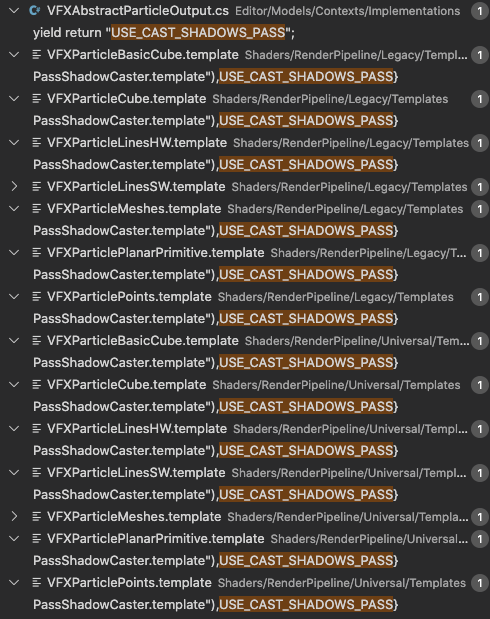 VFXAbstractParticleOutput.cs Editor/Models/Contexts/Implementations 1
yield return "USE_CAST_SHADOWS_PASS";
VFXParticleBasicCube.template Shaders/RenderPipeline/Legacy/Templ... 1
PassShadowCaster.template"),USE_CAST_SHADOWS_PASS}
VFXParticleCube.template Shaders/RenderPipeline/Legacy/Templates 1
PassShadowCaster.template"),USE_CAST_SHADOWS_PASS}
VFXParticleLinesHW.template Shaders/RenderPipeline/Legacy/Templates 1
PassShadowCaster.template"),USE_CAST_SHADOWS_PASS}
VFXParticleLinesSW.template Shaders/RenderPipeline/Legacy/Templates 1
VFXParticleMeshes.template Shaders/RenderPipeline/Legacy/Templates 1
PassShadowCaster.template"),USE_CAST_SHADOWS_PASS}
VFXParticlePlanarPrimitive.template Shaders/RenderPipeline/Legacy/T... 1
PassShadowCaster.template"),USE_CAST_SHADOWS_PASS}
VFXParticlePoints.template Shaders/RenderPipeline/Legacy/Templates 1
PassShadowCaster.template"),USE_CAST_SHADOWS_PASS}
VFXParticleBasicCube.template Shaders/RenderPipeline/Universal/Tem... 1
PassShadowCaster.template"),USE_CAST_SHADOWS_PASS}
VFXParticleCube.template Shaders/RenderPipeline/Universal/Templates 1
PassShadowCaster.template"),USE_CAST_SHADOWS_PASS}
VFXParticleLinesHW.template Shaders/RenderPipeline/Universal/Templ... 1
PassShadowCaster.template"),USE_CAST_SHADOWS_PASS}
VFXParticleLinesSW.template Shaders/RenderPipeline/Universal/Templ... 1
PassShadowCaster.template"),USE_CAST_SHADOWS_PASS}
VFXParticleMeshes.template Shaders/RenderPipeline/Universal/Templa... 1
VFXParticlePlanarPrimitive.template Shaders/RenderPipeline/Universal... 1
PassShadowCaster.template"),USE_CAST_SHADOWS_PASS}
VFXParticlePoints.template Shaders/RenderPipeline/Universal/Templates 1
PassShadowCaster.template"),USE_CAST_SHADOWS_PASS}